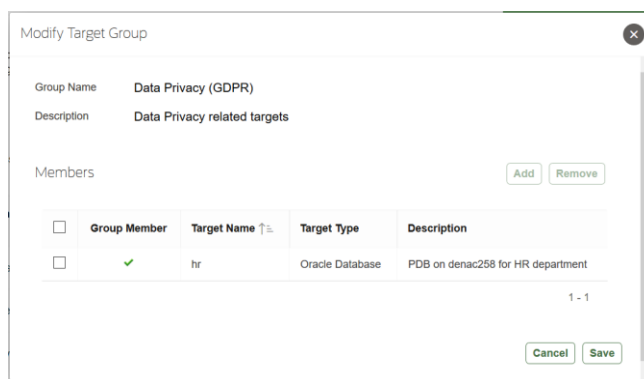 Modify Target Group
Group Name Data Privacy (GDPR)
Description Data Privacy related targets
Members Add Remove
Group Member Target Name Target Type Description
hr Oracle Database PDB on denac258 for HR department
1 - 1
Cancel Save